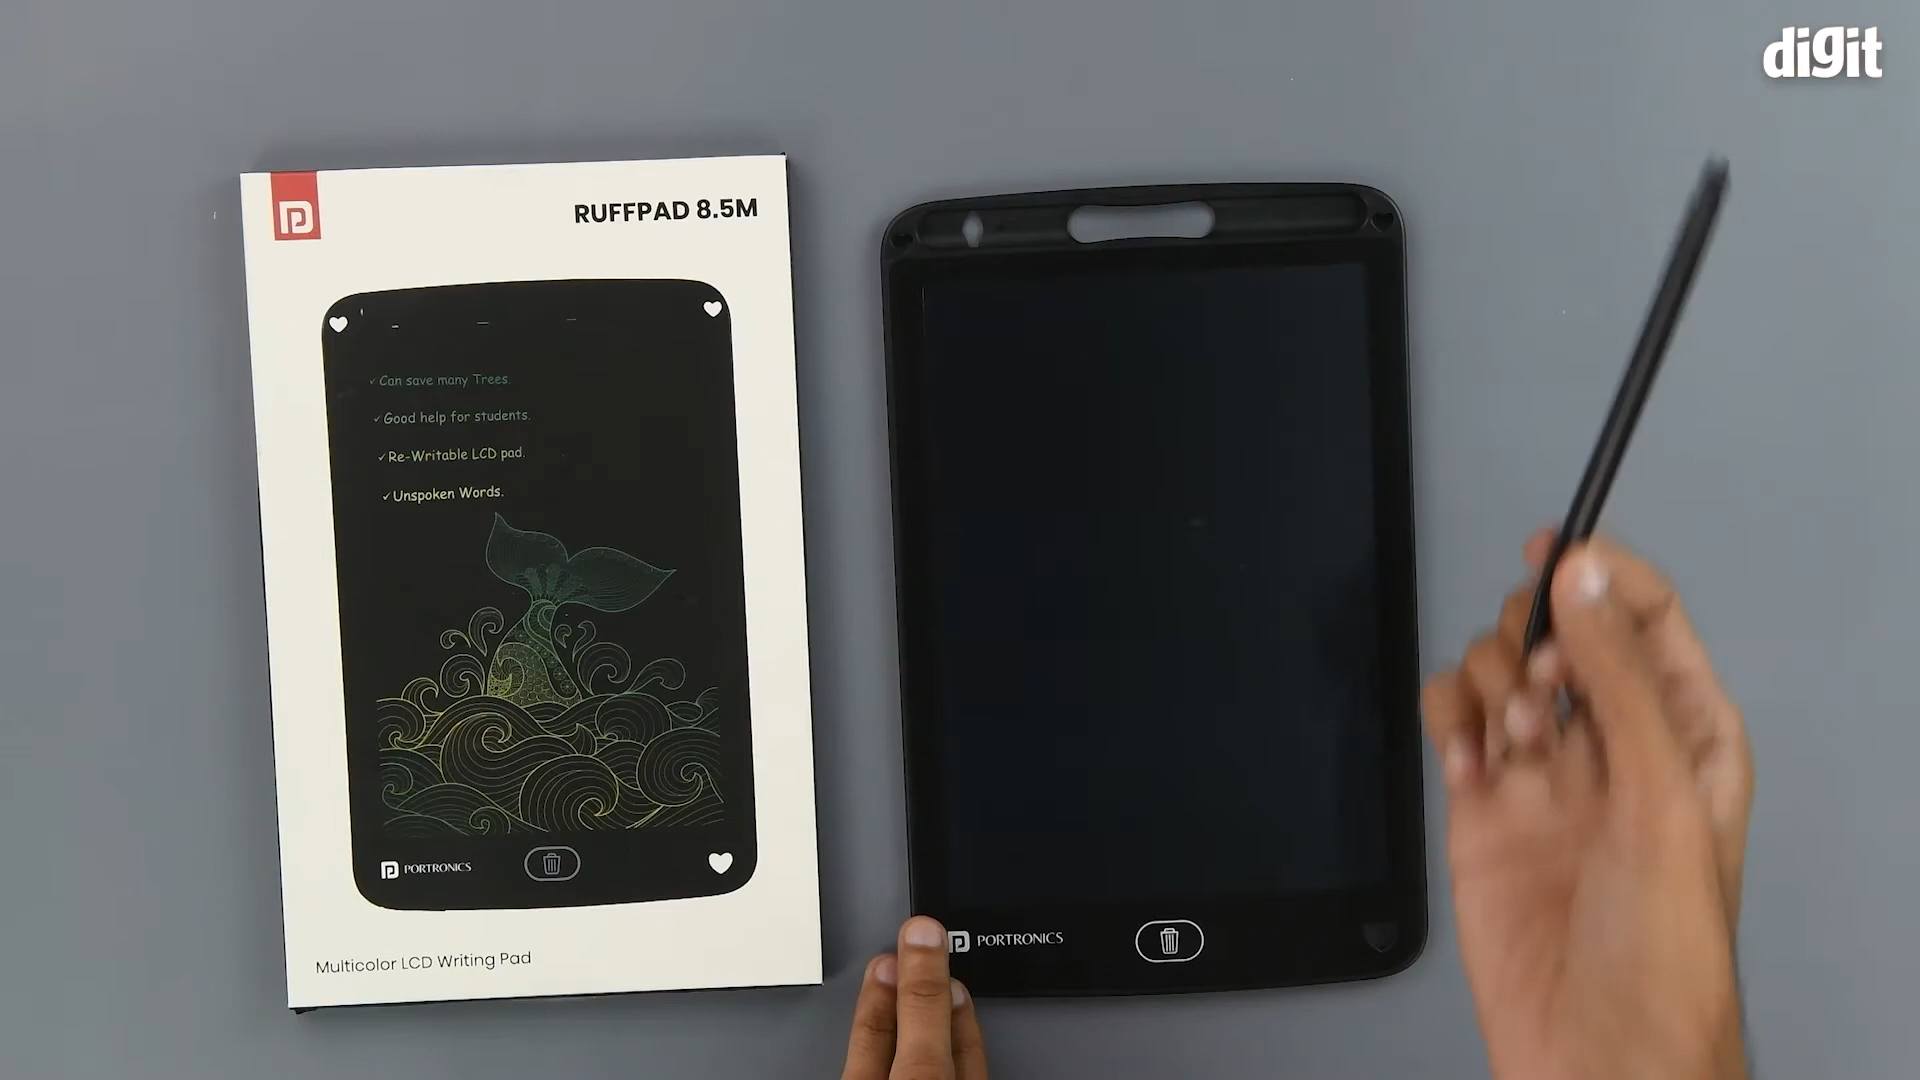 digit
RUFFPAD 8.5M
✓ Can save many Trees.
✓ Good help for students.
✓ Re-Writable LCD pad.
✓ Unspoken Words.
PORTRONICS
Multicolor LCD Writing Pad
PORTRONICS